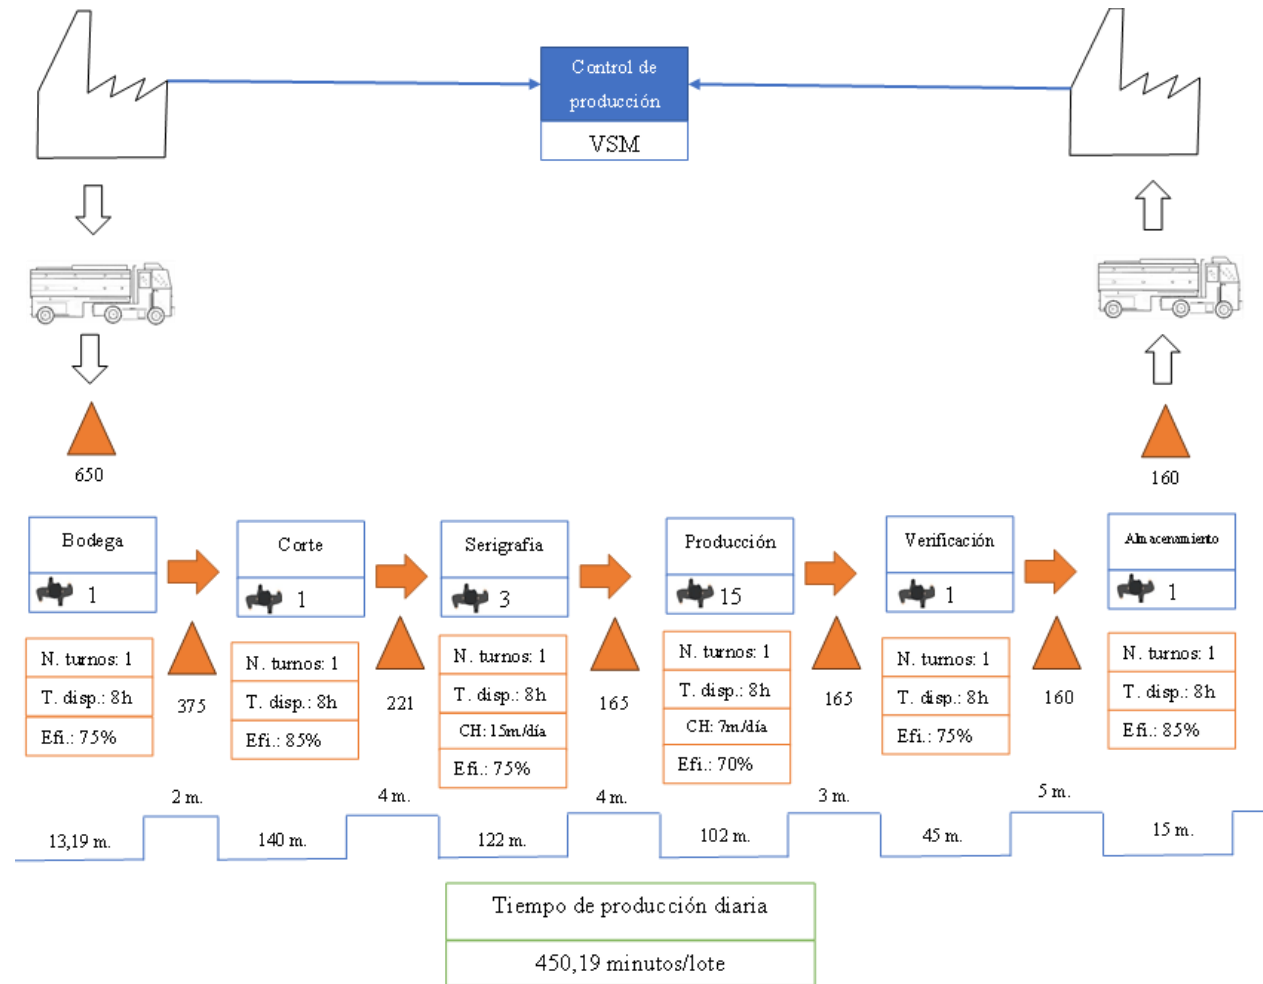 Control de
producción
VSM
650
160
Bodega
1
Corte
1
Serigrafia
3
Producción
15
Verificación
1
Almacenamiento
1
N. turnos: 1
T. disp.: 8h
Efi.: 75%
375
N. turnos: 1
T. disp.: 8h
Efi.: 85%
221
N. turnos: 1
T. disp.: 8h
CH: 15m/día
Efi.: 75%
165
N. turnos: 1
T. disp.: 8h
CH: 7m/día
Efi.: 70%
165
N. turnos: 1
T. disp.: 8h
Efi.: 75%
160
N. turnos: 1
T. disp.: 8h
Efi.: 85%
13,19 m.
2 m.
140 m.
4 m.
122 m.
4 m.
102 m.
3 m.
45 m.
5 m.
15 m.
Tiempo de producción diaria
450,19 minutos/lote